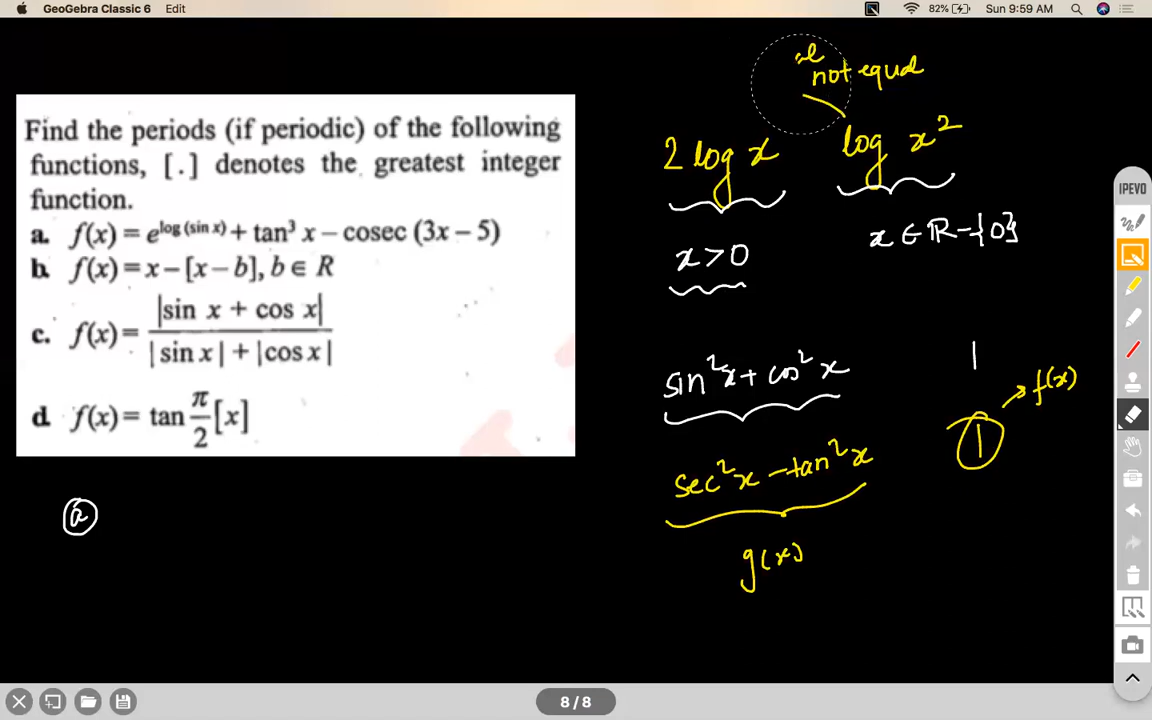 GeoGebra Classic 6 Edit
82% Sun 9:59 AM
Find the periods (if periodic) of the following
functions, [.] denotes the greatest integer
function.
a. f(x) = e^log (sin x) + tan³ x − cosec (3x − 5)
b. f(x) = x − [x − b], b ∈ R
c. f(x) = |sin x + cos x| / |sin x| + |cos x|
d f(x) = tan π/2 [x]
a
not equal
2 log x log x²
x > 0 x ∈ R − {0}
sin²x + cos²x 1
1 → f(x)
sec²x − tan²x
g(x)
IPEVO
8 / 8